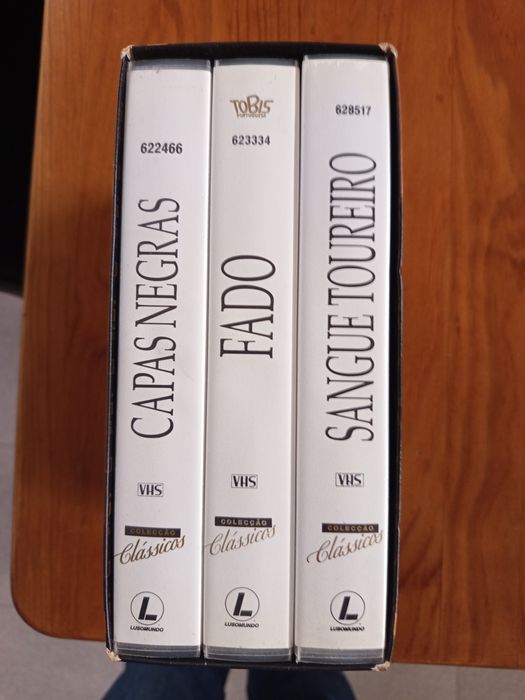 622466
CAPAS NEGRAS
VHS
COLECÇÃO
Clássicos
L
LUSOMUNDO
TOBIS
PORTUGUESA
623334
FADO
VHS
COLECÇÃO
Clássicos
L
LUSOMUNDO
628517
SANGUE TOUREIRO
VHS
COLECÇÃO
Clássicos
L
LUSOMUNDO